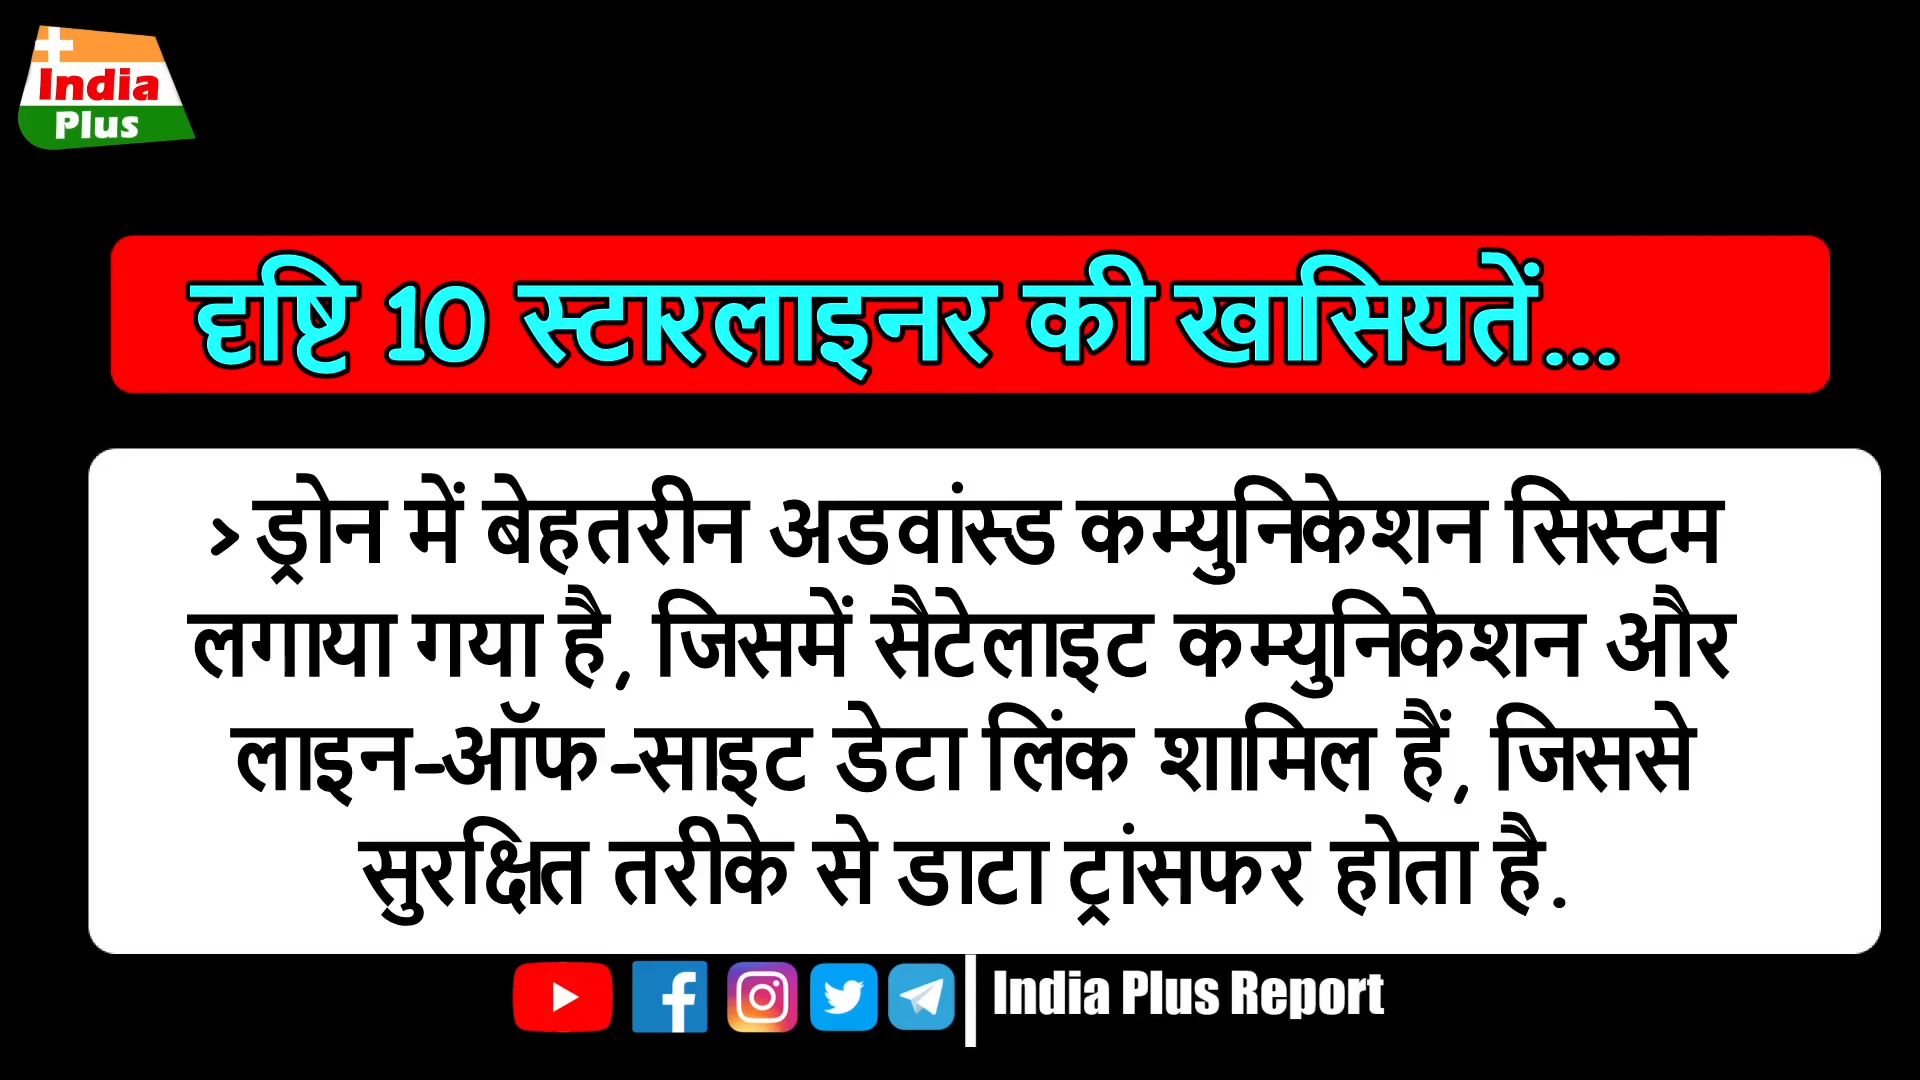 India
Plus
दृष्टि 10 स्टारलाइनर की खासियतें...
> ड्रोन में बेहतरीन अडवांस्ड कम्युनिकेशन सिस्टम
लगाया गया है, जिसमें सैटेलाइट कम्युनिकेशन और
लाइन-ऑफ-साइट डेटा लिंक शामिल हैं, जिससे
सुरक्षित तरीके से डाटा ट्रांसफर होता है.
India Plus Report